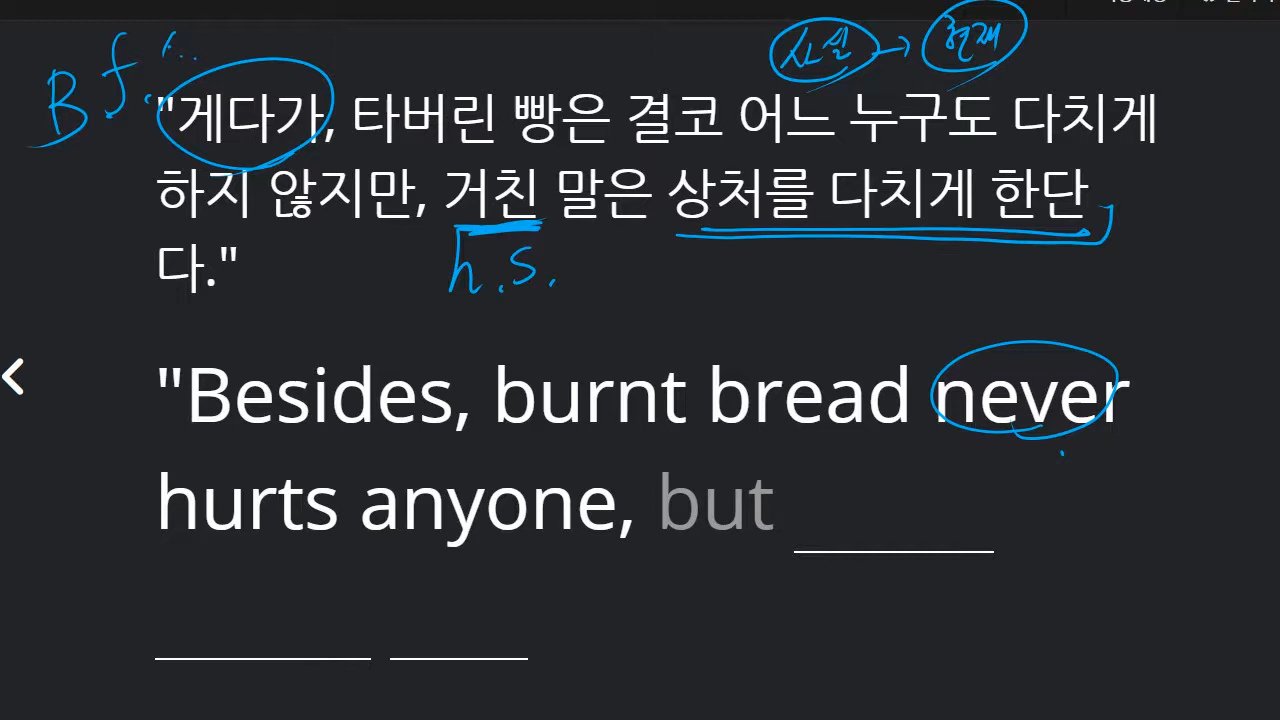 사실 → 현재
B f
"게다가, 타버린 빵은 결코 어느 누구도 다치게
하지 않지만, 거친 말은 상처를 다치게 한단
다."
h.s.
"Besides, burnt bread never
hurts anyone, but